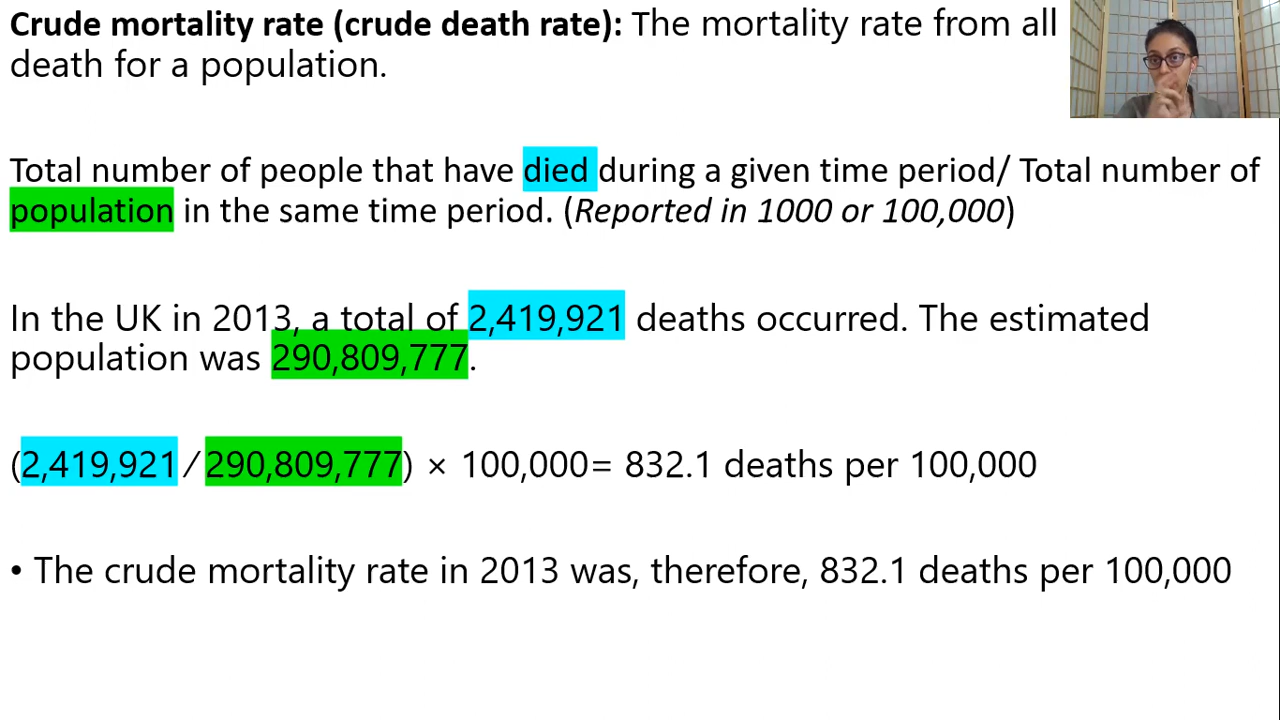 Crude mortality rate (crude death rate): The mortality rate from all
death for a population.
Total number of people that have died during a given time period/ Total number of
population in the same time period. (Reported in 1000 or 100,000)
In the UK in 2013, a total of 2,419,921 deaths occurred. The estimated
population was 290,809,777.
(2,419,921 / 290,809,777) × 100,000= 832.1 deaths per 100,000
• The crude mortality rate in 2013 was, therefore, 832.1 deaths per 100,000